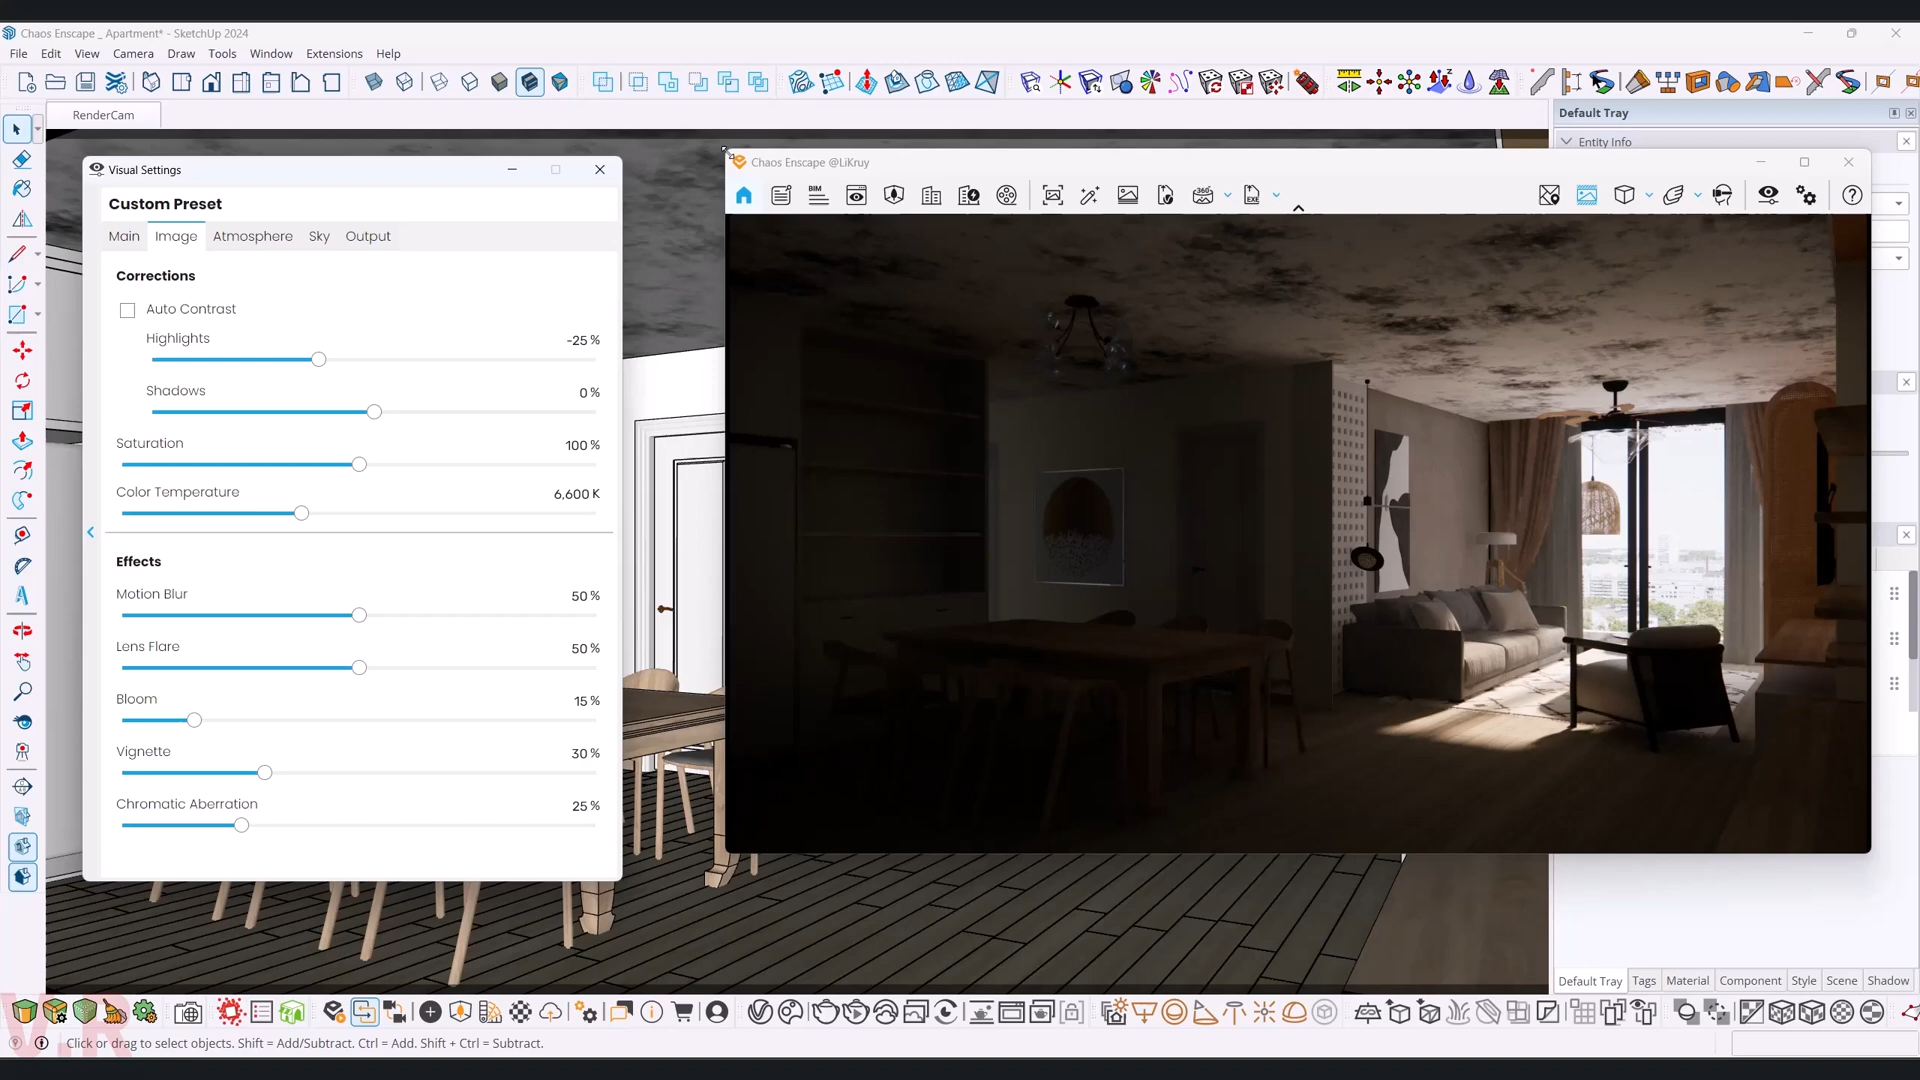 Chaos Enscape _ Apartment* - SketchUp 2024
File Edit View Camera Draw Tools Window Extensions Help
RenderCam
Default Tray
Entity Info
Visual Settings
Custom Preset
Main Image Atmosphere Sky Output
Corrections
Auto Contrast
Highlights -25 %
Shadows 0 %
Saturation 100 %
Color Temperature 6,600 K
Effects
Motion Blur 50 %
Lens Flare 50 %
Bloom 15 %
Vignette 30 %
Chromatic Aberration 25 %
Chaos Enscape @LiKruy
BIM
360°
EXE
Default Tray Tags Material Component Style Scene Shadow
V.R
Click or drag to select objects. Shift = Add/Subtract. Ctrl = Add. Shift + Ctrl = Subtract.